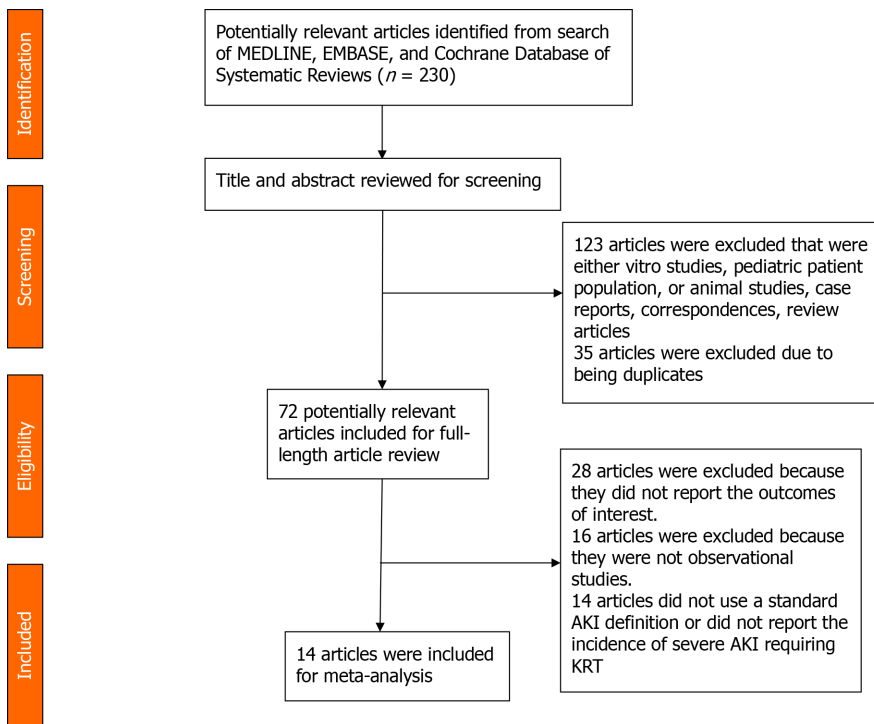 Identification
Potentially relevant articles identified from search
of MEDLINE, EMBASE, and Cochrane Database of
Systematic Reviews (n = 230)
Title and abstract reviewed for screening
Screening
123 articles were excluded that were
either vitro studies, pediatric patient
population, or animal studies, case
reports, correspondences, review
articles
35 articles were excluded due to
being duplicates
Eligibility
72 potentially relevant
articles included for full-
length article review
28 articles were excluded because
they did not report the outcomes
of interest.
16 articles were excluded because
they were not observational
studies.
14 articles did not use a standard
AKI definition or did not report the
incidence of severe AKI requiring
KRT
Included
14 articles were included
for meta-analysis